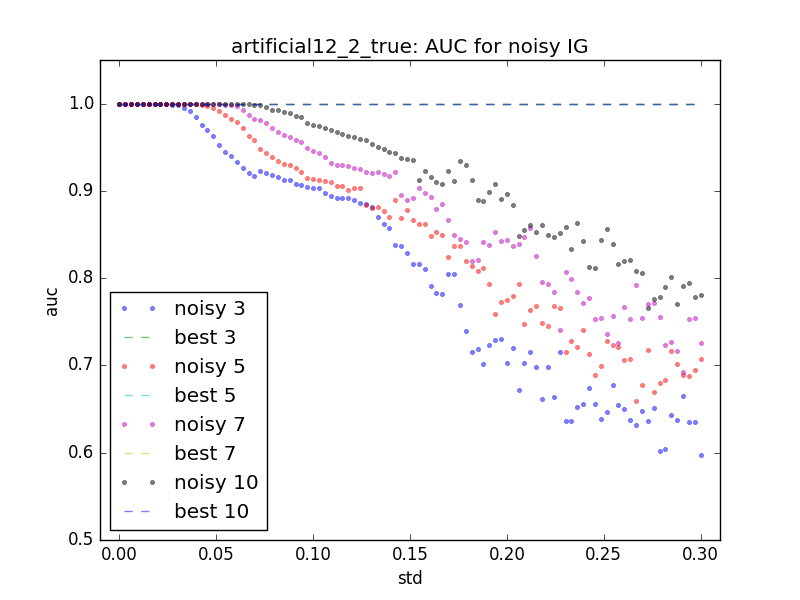 artificial12_2_true: AUC for noisy IG
auc
1.0
0.9
0.8
0.7
0.6
0.5
noisy 3
best 3
noisy 5
best 5
noisy 7
best 7
noisy 10
best 10
0.00 0.05 0.10 0.15 0.20 0.25 0.30
std